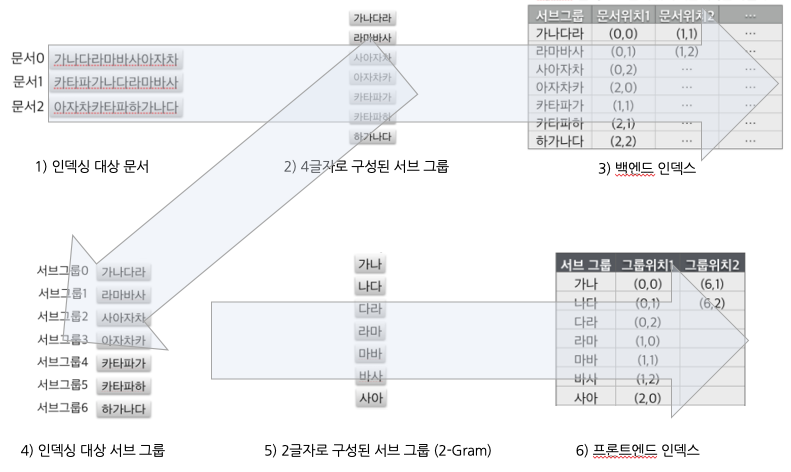 문서0 가나다라마바사아자차
문서1 카타파가나다라마바사
문서2 아자차카타파하가나다
1) 인덱싱 대상 문서
가나다라
라마바사
사아자차
아자차카
카타파가
카타파하
하가나다
2) 4글자로 구성된 서브 그룹
서브그룹 문서위치1 문서위치2 ...
가나다라 (0,0) (1,1) ...
라마바사 (0,1) (1,2) ...
사아자차 (0,2) ... ...
아자차카 (2,0) ... ...
카타파가 (1,1) ... ...
카타파하 (2,1) ... ...
하가나다 (2,2) ... ...
3) 백엔드 인덱스
서브그룹0 가나다라
서브그룹1 라마바사
서브그룹2 사아자차
서브그룹3 아자차카
서브그룹4 카타파가
서브그룹5 카타파하
서브그룹6 하가나다
4) 인덱싱 대상 서브 그룹
가나
나다
다라
라마
마바
바사
사아
5) 2글자로 구성된 서브 그룹 (2-Gram)
서브 그룹 그룹위치1 그룹위치2
가나 (0,0) (6,1)
나다 (0,1) (6,2)
다라 (0,2)
라마 (1,0)
마바 (1,1)
바사 (1,2)
사아 (2,0)
6) 프론트엔드 인덱스